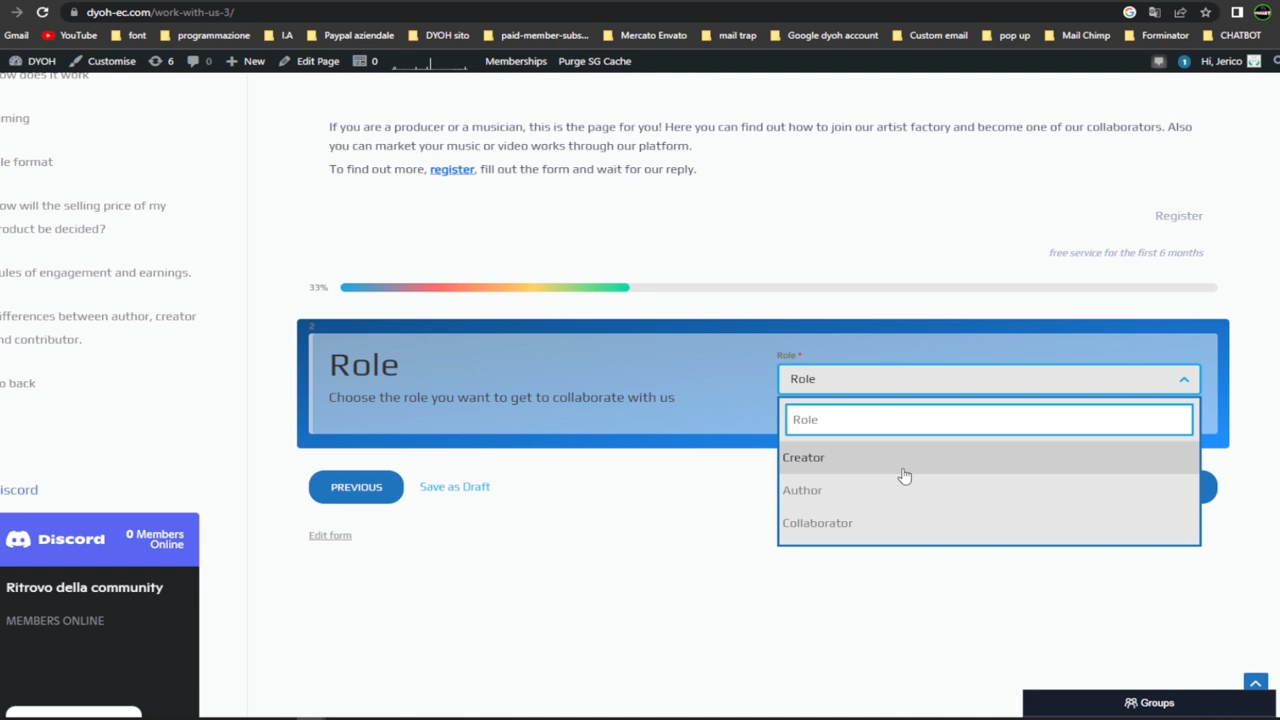 dyoh-ec.com/work-with-us-3/
Gmail
YouTube
font
programmazione
I.A
Paypal aziendale
DYOH sito
paid-member-subs...
Mercato Envato
mail trap
Google dyoh account
Custom email
pop up
Mail Chimp
Forminator
CHATBOT
DYOH
Customise
6
0
New
Edit Page
0
Memberships
Purge SG Cache
1
Hi, Jerico
ow does it work
ming
le format
ow will the selling price of my
roduct be decided?
ules of engagement and earnings.
ifferences between author, creator
nd contributor.
o back
iscord
Discord
0 Members
Online
Ritrovo della community
MEMBERS ONLINE
If you are a producer or a musician, this is the page for you! Here you can find out how to join our artist factory and become one of our collaborators. Also
you can market your music or video works through our platform.
To find out more, register, fill out the form and wait for our reply.
Register
free service for the first 6 months
33%
2
Role
Choose the role you want to get to collaborate with us
Role *
Role
Role
Creator
Author
Collaborator
PREVIOUS
Save as Draft
Edit form
Groups